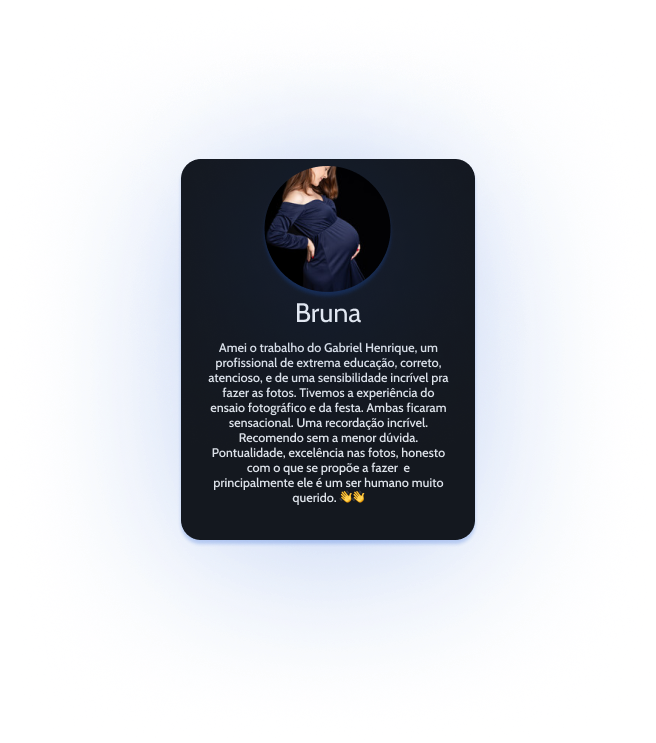 Bruna
Amei o trabalho do Gabriel Henrique, um
profissional de extrema educação, correto,
atencioso, e de uma sensibilidade incrível pra
fazer as fotos. Tivemos a experiência do
ensaio fotográfico e da festa. Ambas ficaram
sensacional. Uma recordação incrível.
Recomendo sem a menor dúvida.
Pontualidade, excelência nas fotos, honesto
com o que se propõe a fazer  e
principalmente ele é um ser humano muito
querido. 👏👏